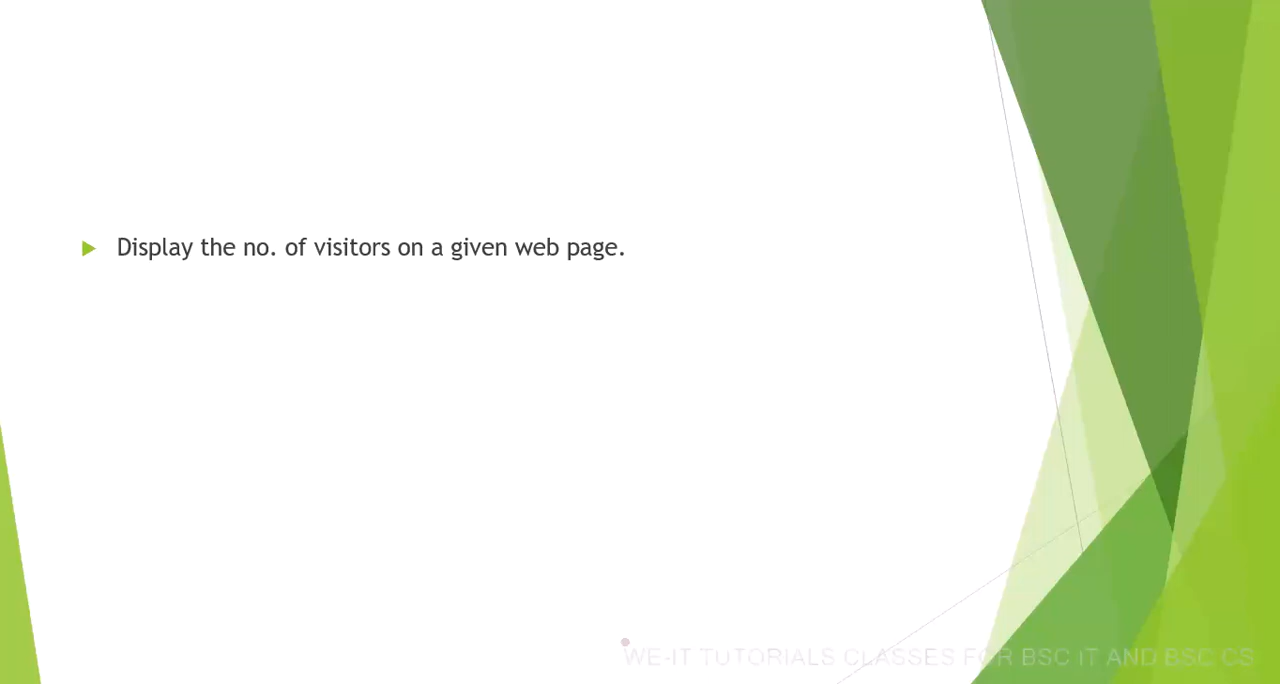 Display the no. of visitors on a given web page.
WE-IT TUTORIALS CLASSES FOR BSC IT AND BSC CS